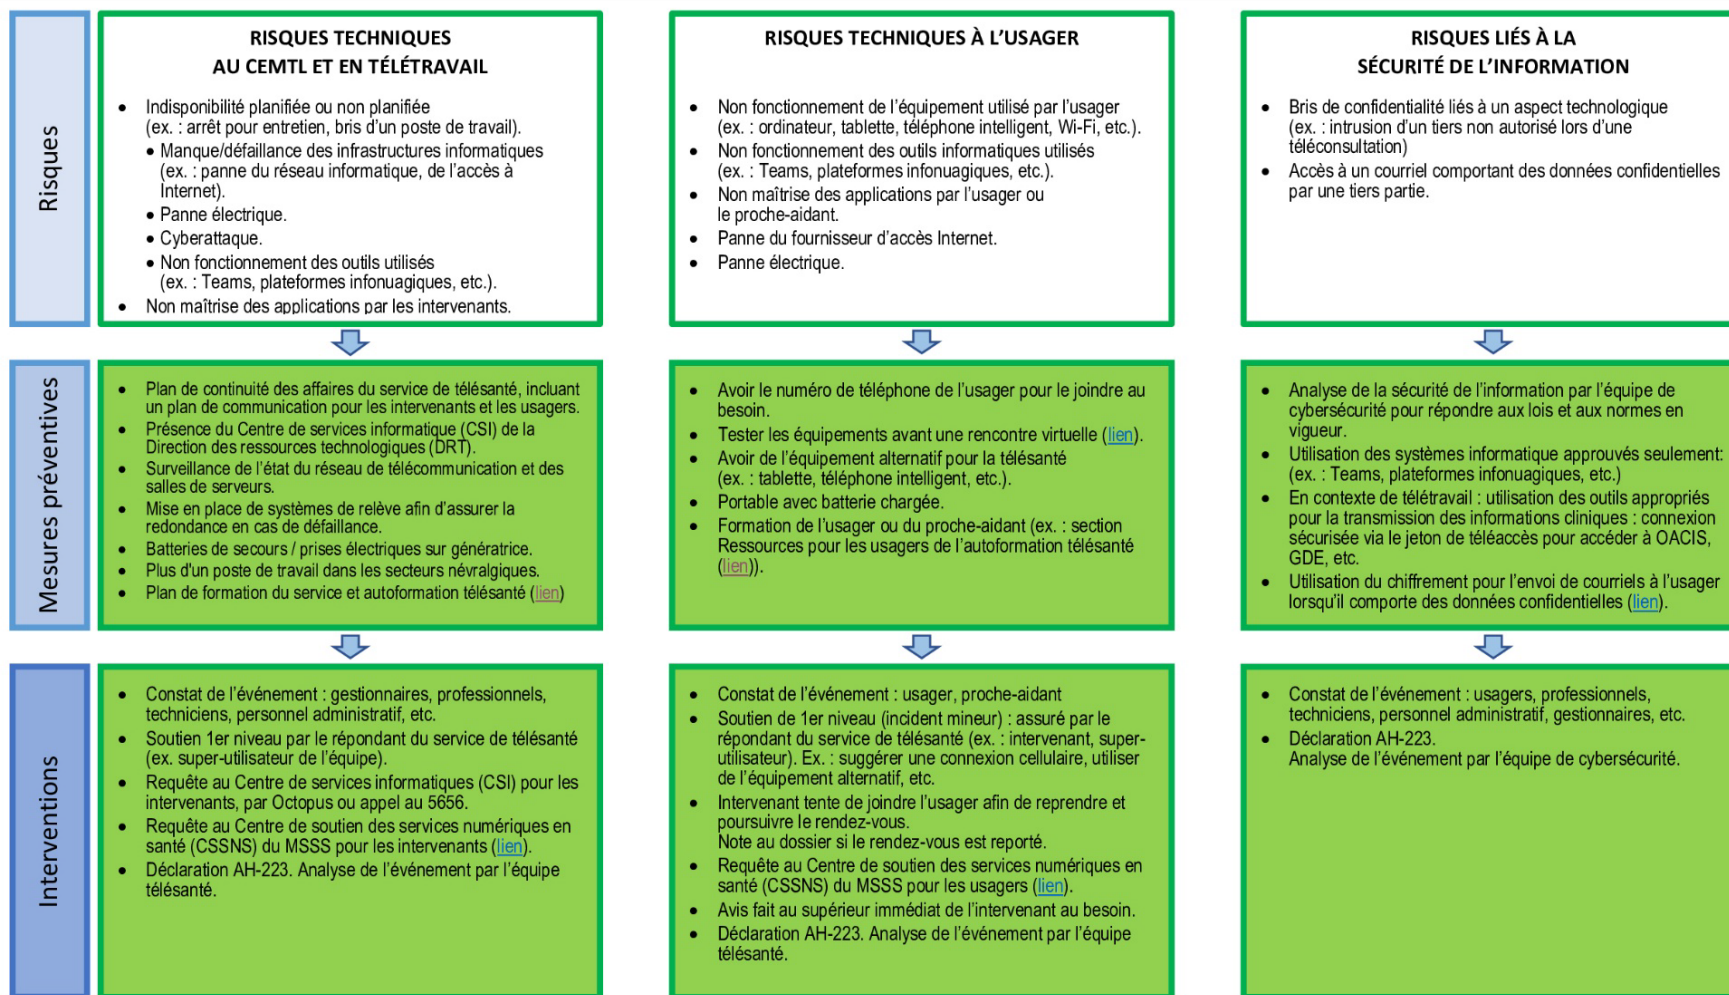 Risques
RISQUES TECHNIQUES
AU CEMTL ET EN TÉLÉTRAVAIL
• Indisponibilité planifiée ou non planifiée
(ex. : arrêt pour entretien, bris d'un poste de travail).
• Manque/défaillance des infrastructures informatiques
(ex. : panne du réseau informatique, de l'accès à
Internet).
• Panne électrique.
• Cyberattaque.
• Non fonctionnement des outils utilisés
(ex. : Teams, plateformes infonuagiques, etc.).
• Non maîtrise des applications par les intervenants.
RISQUES TECHNIQUES À L'USAGER
• Non fonctionnement de l'équipement utilisé par l'usager
(ex. : ordinateur, tablette, téléphone intelligent, Wi-Fi, etc.).
• Non fonctionnement des outils informatiques utilisés
(ex. : Teams, plateformes infonuagiques, etc.).
• Non maîtrise des applications par l'usager ou
le proche-aidant.
• Panne du fournisseur d'accès Internet.
• Panne électrique.
RISQUES LIÉS À LA
SÉCURITÉ DE L'INFORMATION
• Bris de confidentialité liés à un aspect technologique
(ex. : intrusion d'un tiers non autorisé lors d'une
téléconsultation)
• Accès à un courriel comportant des données confidentielles
par une tiers partie.
Mesures préventives
• Plan de continuité des affaires du service de télésanté, incluant
un plan de communication pour les intervenants et les usagers.
• Présence du Centre de services informatique (CSI) de la
Direction des ressources technologiques (DRT).
• Surveillance de l'état du réseau de télécommunication et des
salles de serveurs.
• Mise en place de systèmes de relève afin d'assurer la
redondance en cas de défaillance.
• Batteries de secours / prises électriques sur génératrice.
• Plus d'un poste de travail dans les secteurs névralgiques.
• Plan de formation du service et autoformation télésanté (lien)
• Avoir le numéro de téléphone de l'usager pour le joindre au
besoin.
• Tester les équipements avant une rencontre virtuelle (lien).
• Avoir de l'équipement alternatif pour la télésanté
(ex. : tablette, téléphone intelligent, etc.).
• Portable avec batterie chargée.
• Formation de l'usager ou du proche-aidant (ex. : section
Ressources pour les usagers de l'autoformation télésanté
(lien)).
• Analyse de la sécurité de l'information par l'équipe de
cybersécurité pour répondre aux lois et aux normes en
vigueur.
• Utilisation des systèmes informatique approuvés seulement:
(ex. : Teams, plateformes infonuagiques, etc.)
• En contexte de télétravail : utilisation des outils appropriés
pour la transmission des informations cliniques : connexion
sécurisée via le jeton de téléaccès pour accéder à OACIS,
GDE, etc.
• Utilisation du chiffrement pour l'envoi de courriels à l'usager
lorsqu'il comporte des données confidentielles (lien).
Interventions
• Constat de l'événement : gestionnaires, professionnels,
techniciens, personnel administratif, etc.
• Soutien 1er niveau par le répondant du service de télésanté
(ex. super-utilisateur de l'équipe).
• Requête au Centre de services informatiques (CSI) pour les
intervenants, par Octopus ou appel au 5656.
• Requête au Centre de soutien des services numériques en
santé (CSSNS) du MSSS pour les intervenants (lien).
• Déclaration AH-223. Analyse de l'événement par l'équipe
télésanté.
• Constat de l'événement : usager, proche-aidant
• Soutien de 1er niveau (incident mineur) : assuré par le
répondant du service de télésanté (ex. : intervenant, super-
utilisateur). Ex. : suggérer une connexion cellulaire, utiliser
de l'équipement alternatif, etc.
• Intervenant tente de joindre l'usager afin de reprendre et
poursuivre le rendez-vous.
Note au dossier si le rendez-vous est reporté.
• Requête au Centre de soutien des services numériques en
santé (CSSNS) du MSSS pour les usagers (lien).
• Avis fait au supérieur immédiat de l'intervenant au besoin.
• Déclaration AH-223. Analyse de l'événement par l'équipe
télésanté.
• Constat de l'événement : usagers, professionnels,
techniciens, personnel administratif, gestionnaires, etc.
• Déclaration AH-223.
Analyse de l'événement par l'équipe de cybersécurité.